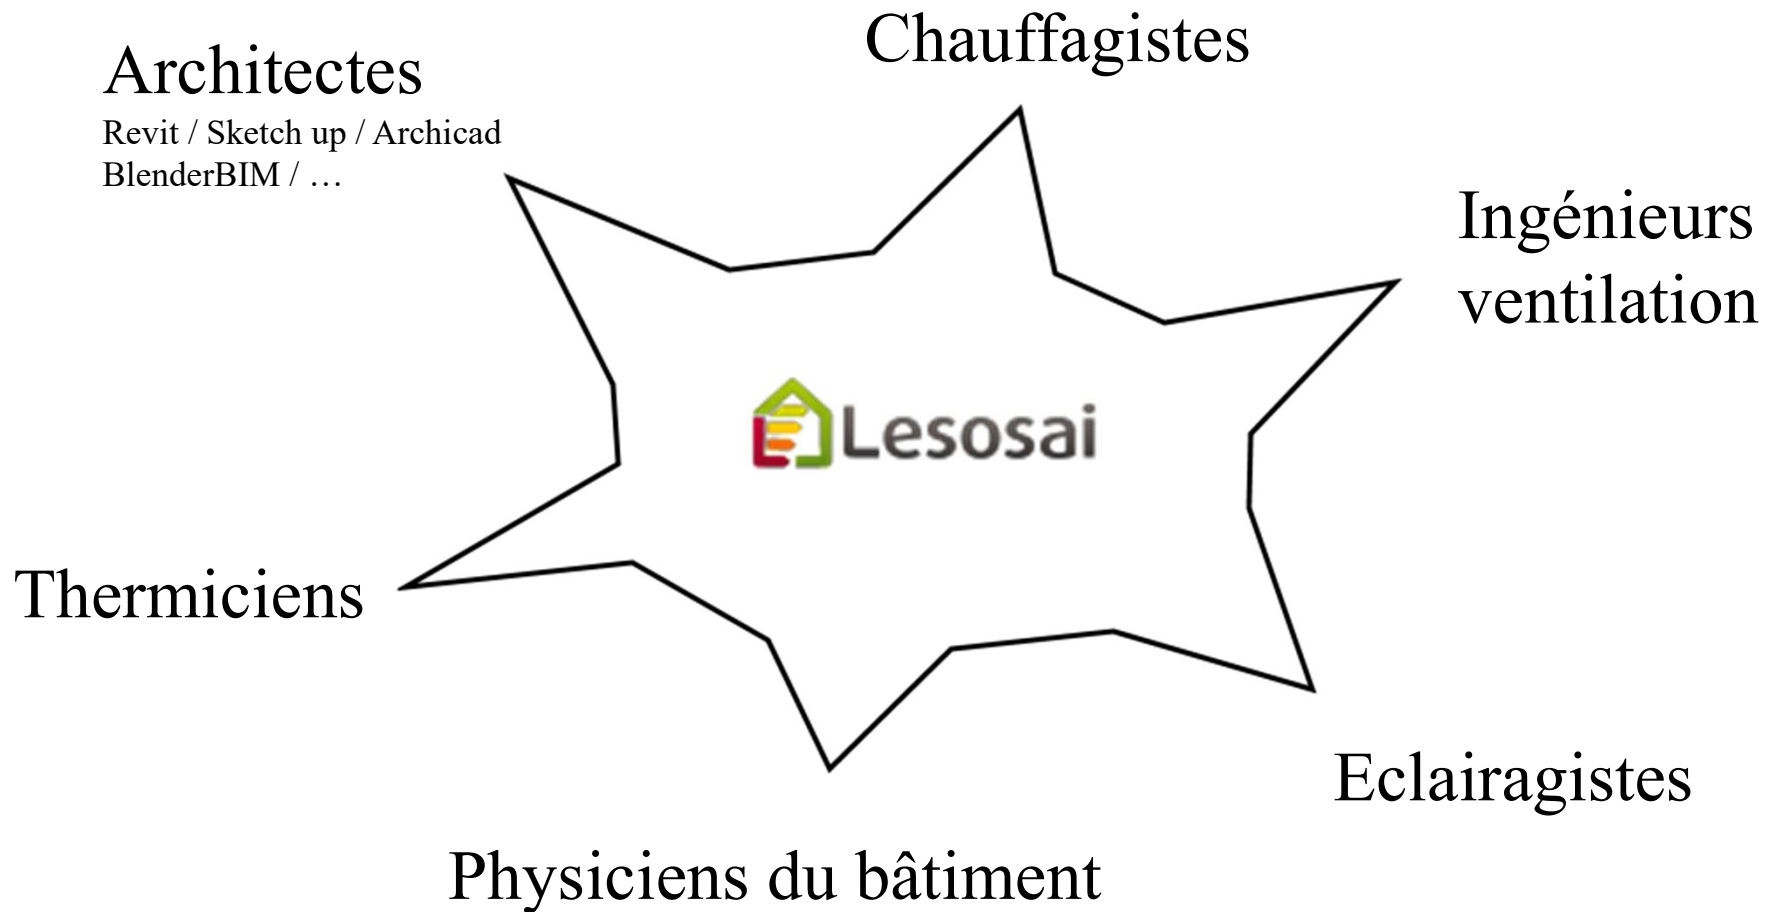 Chauffagistes
Architectes
Revit / Sketch up / Archicad
BlenderBIM / …
Ingénieurs
ventilation
Lesosai
Thermiciens
Eclairagistes
Physiciens du bâtiment